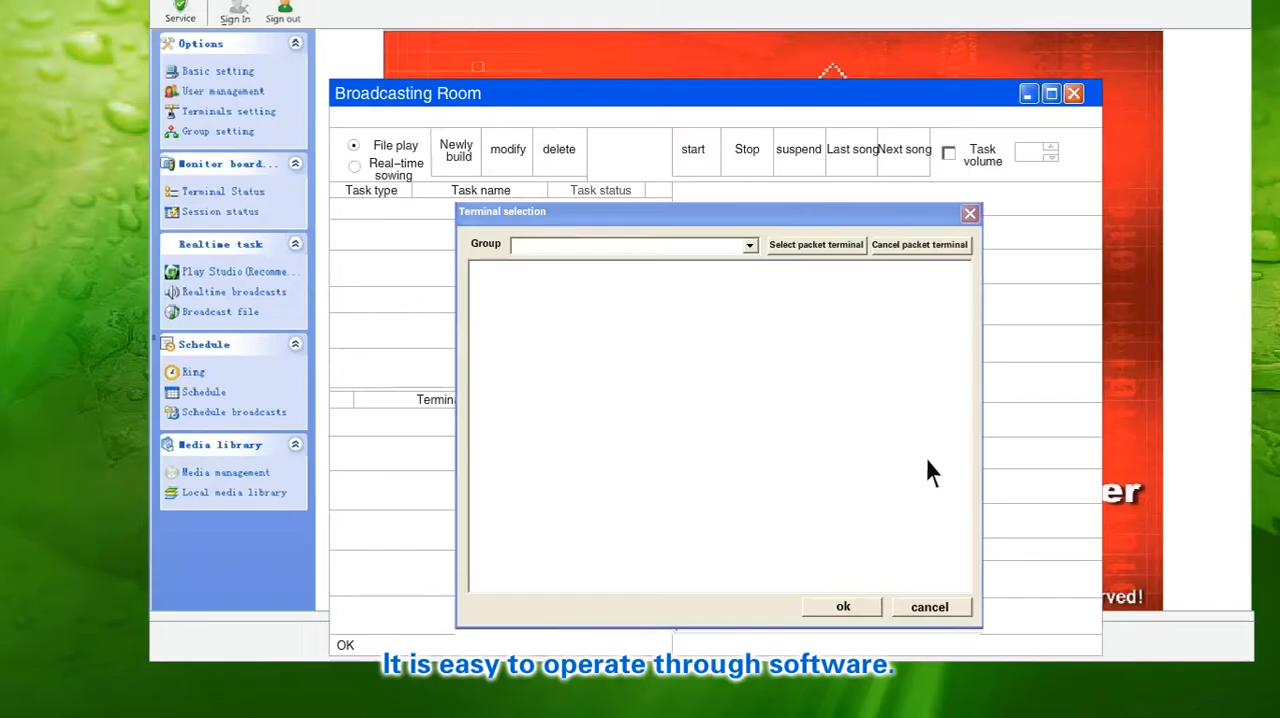 Service
Sign In
Sign out
Options
Basic setting
User management
Terminals setting
Group setting
Monitor board...
Terminal Status
Session status
Realtime task
Play Studio(Recomme...
Realtime broadcasts
Broadcast file
Schedule
Ring
Schedule
Schedule broadcasts
Media library
Media management
Local media library
Broadcasting Room
File play
Real-time
sowing
Newly
build
modify
delete
start
Stop
suspend
Last song
Next song
Task
volume
Task type
Task name
Task status
Terminal selection
Group
Select packet terminal
Cancel packet terminal
Termina
ok
cancel
OK
er
rved!
It is easy to operate through software.